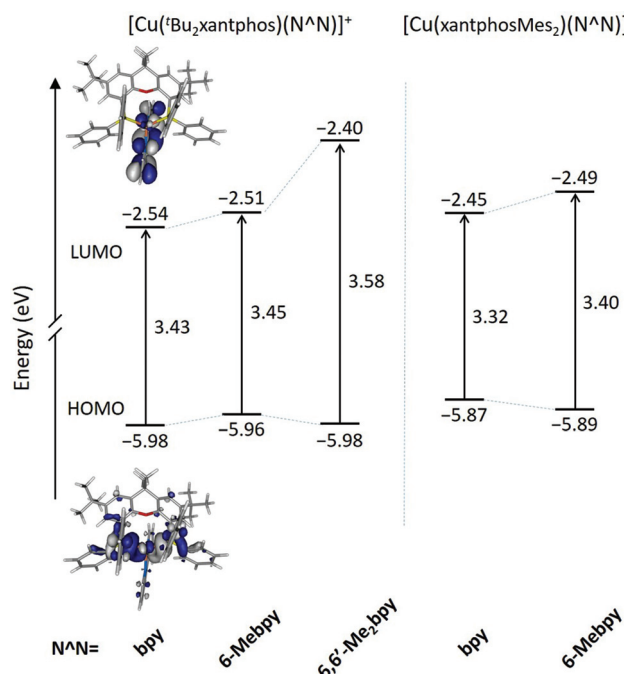 [Cu(ᵗBu₂xantphos)(N^N)]⁺ [Cu(xantphosMes₂)(N^N)]
Energy (eV)
−2.40
−2.54 −2.51 −2.45 −2.49
LUMO
3.43 3.45 3.58 3.32 3.40
HOMO
−5.98 −5.96 −5.98 −5.87 −5.89
N^N= bpy 6-Mebpy 6,6′-Me₂bpy bpy 6-Mebpy